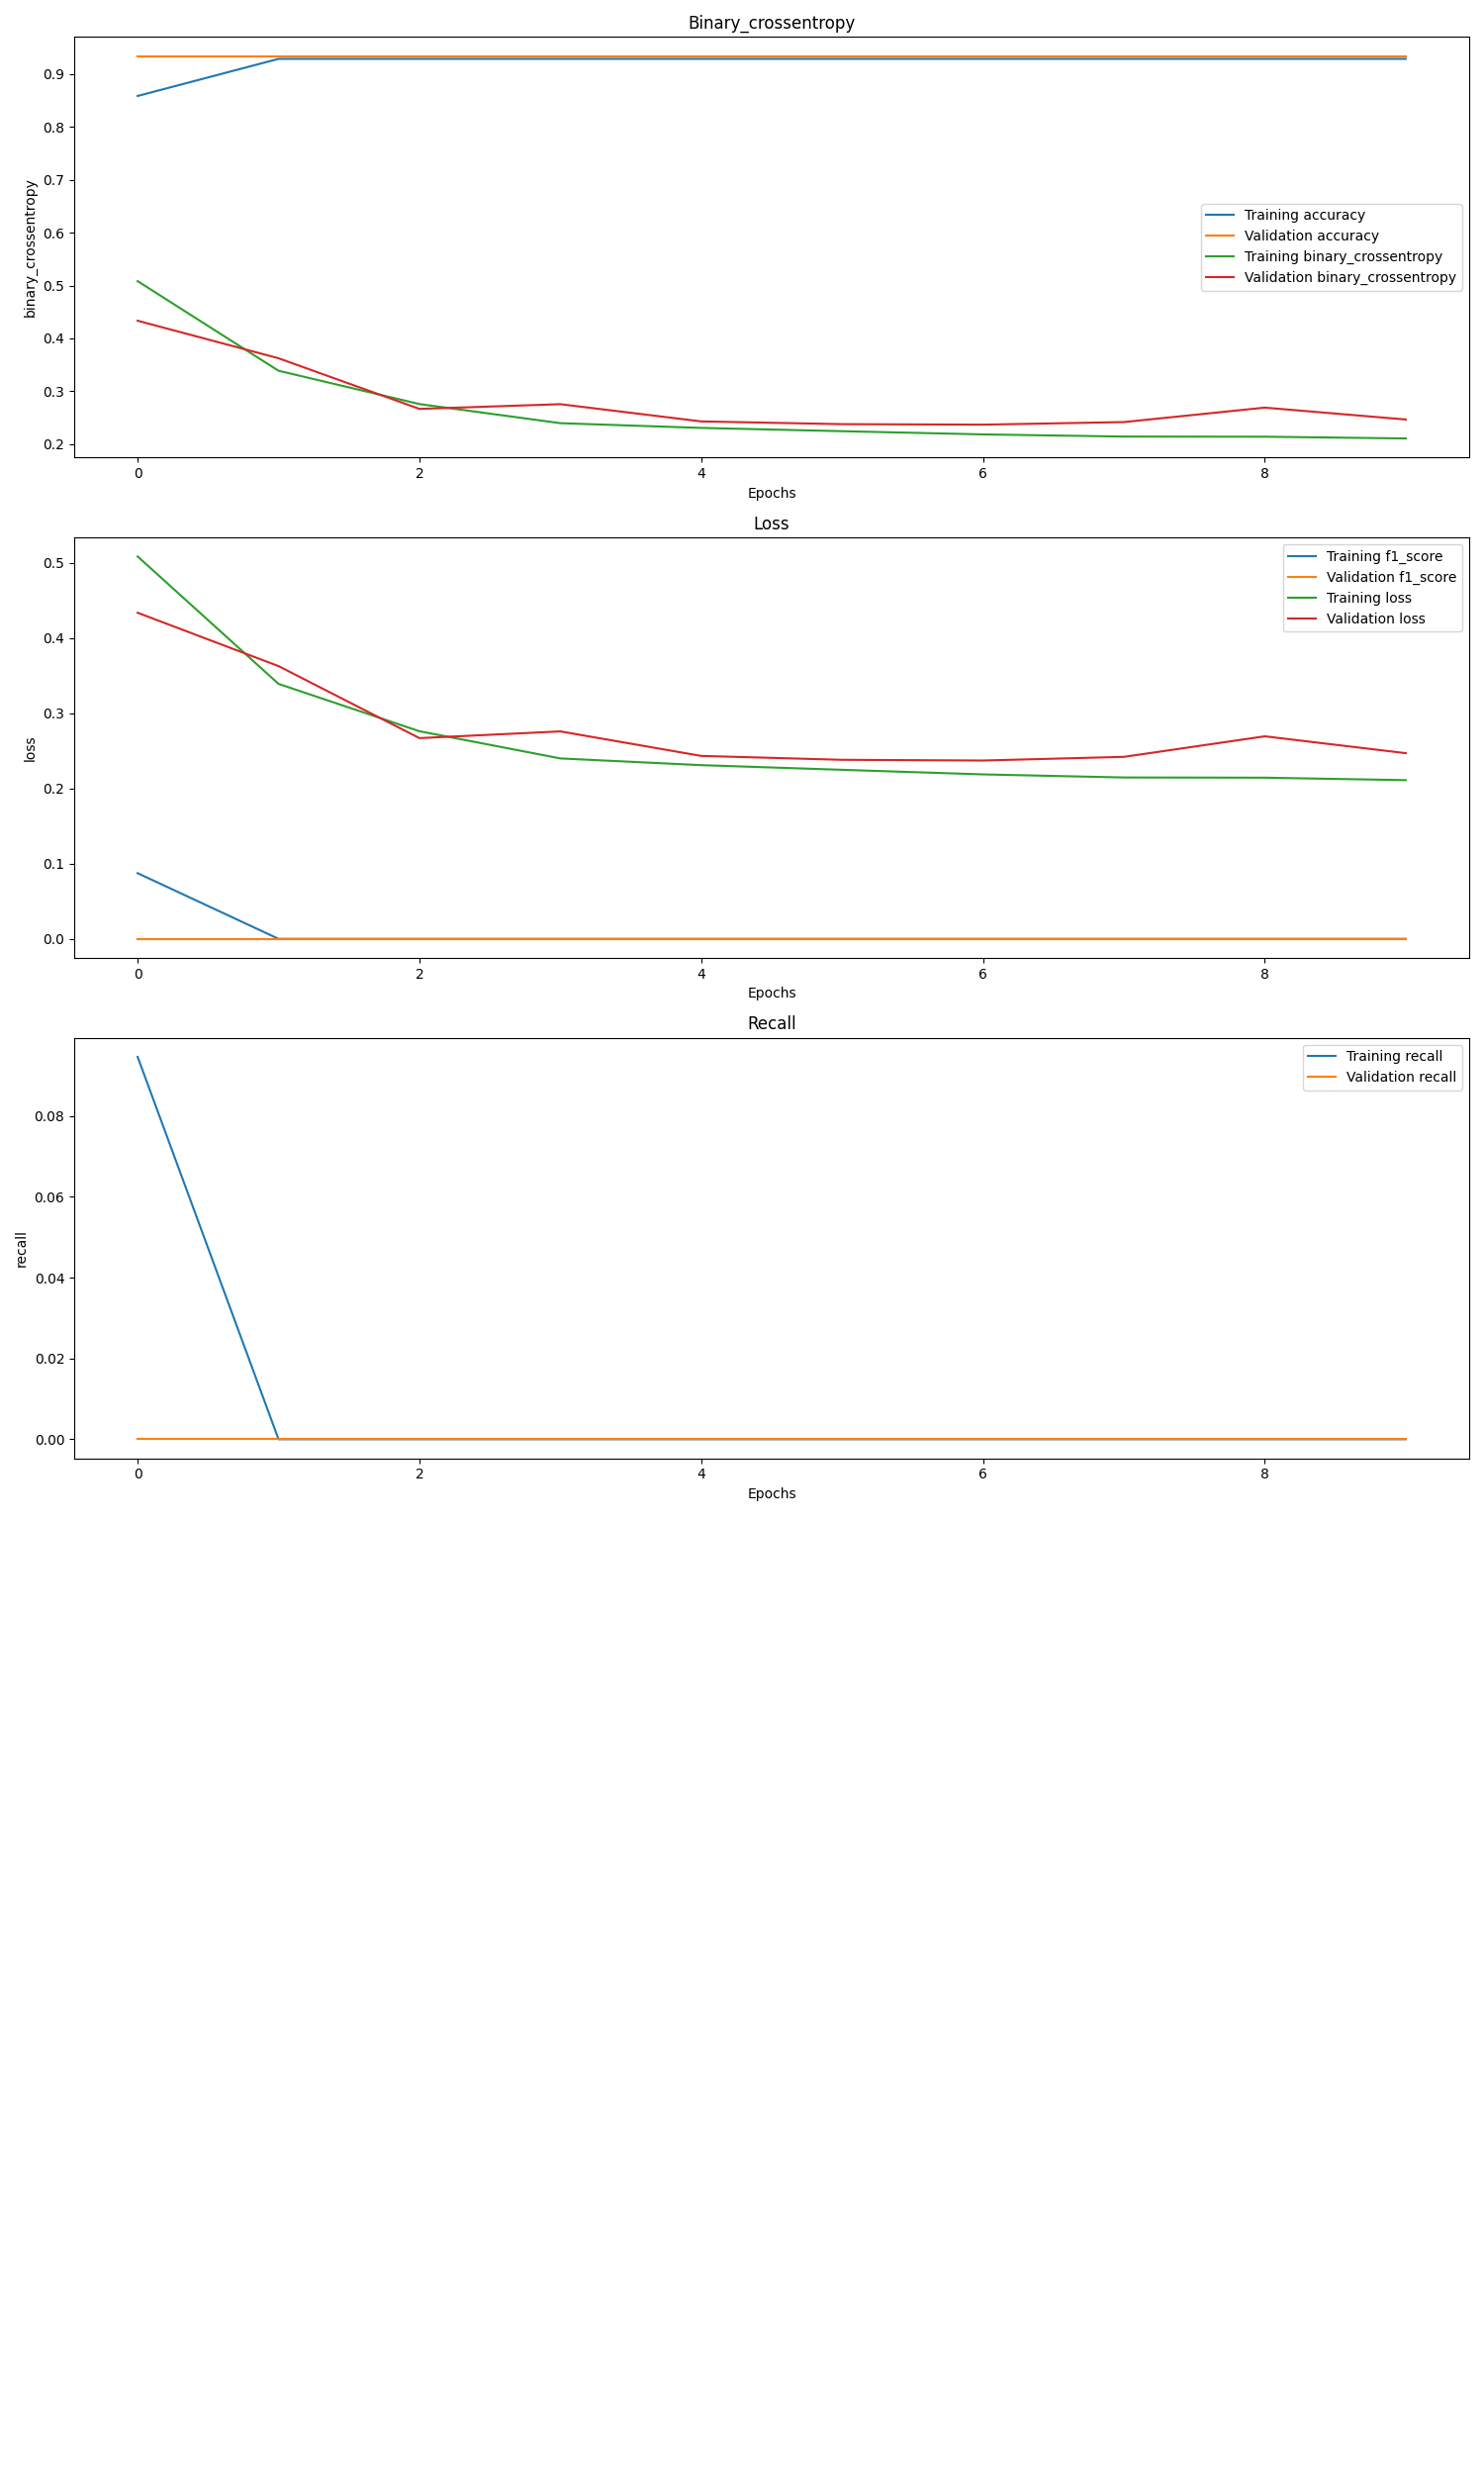 Binary_crossentropy
0.9
0.8
0.7
0.6
0.5
0.4
0.3
0.2
binary_crossentropy
Training accuracy
Validation accuracy
Training binary_crossentropy
Validation binary_crossentropy
0 2 4 6 8
Epochs
Loss
0.5
0.4
0.3
0.2
0.1
0.0
loss
Training f1_score
Validation f1_score
Training loss
Validation loss
0 2 4 6 8
Epochs
Recall
0.08
0.06
0.04
0.02
0.00
recall
Training recall
Validation recall
0 2 4 6 8
Epochs